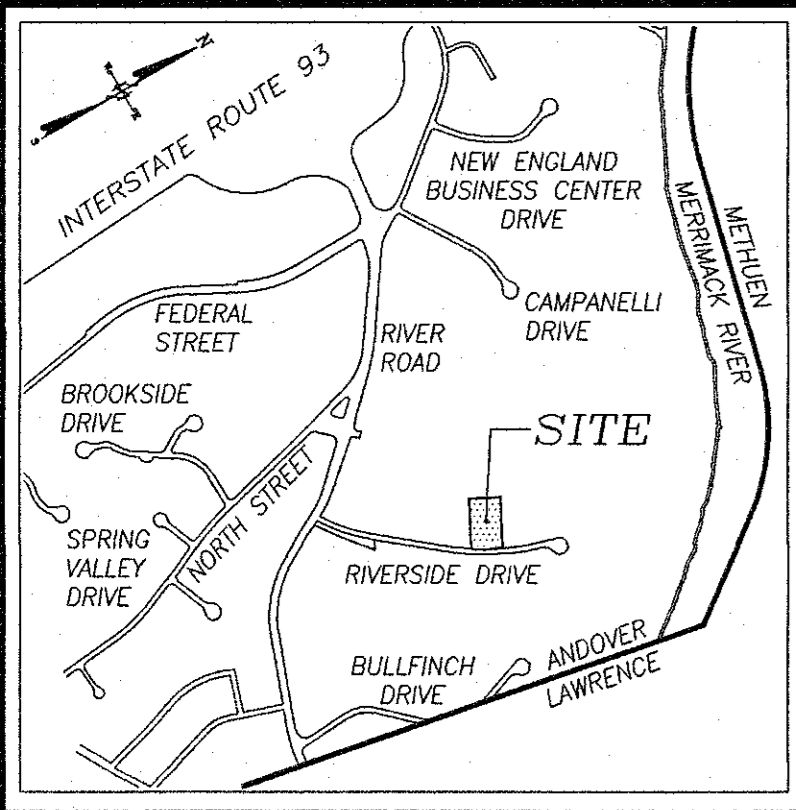 N
S
INTERSTATE ROUTE 93
NEW ENGLAND
BUSINESS CENTER
DRIVE
METHUEN
MERRIMACK RIVER
FEDERAL
STREET
RIVER
ROAD
CAMPANELLI
DRIVE
BROOKSIDE
DRIVE
SITE
NORTH STREET
SPRING
VALLEY
DRIVE
RIVERSIDE DRIVE
BULLFINCH
DRIVE
ANDOVER
LAWRENCE